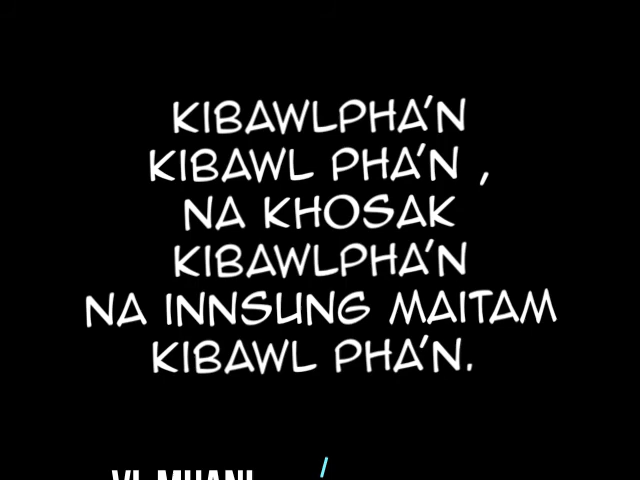 KIBAWLPHA'N
KIBAWL PHA'N ,
NA KHOSAK
KIBAWLPHA'N
NA INNSUNG MAITAM
KIBAWL PHA'N.